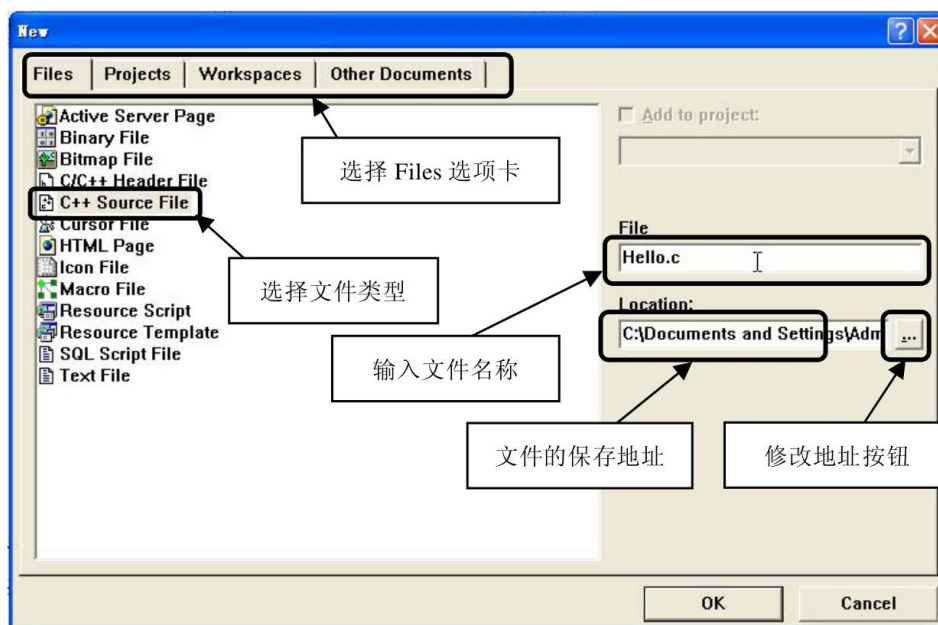 New
Files Projects Workspaces Other Documents
Active Server Page
Binary File
Bitmap File
C/C++ Header File
C++ Source File
Cursor File
HTML Page
Icon File
Macro File
Resource Script
Resource Template
SQL Script File
Text File
选择 Files 选项卡
选择文件类型
输入文件名称
文件的保存地址
修改地址按钮
Add to project:
File
Hello.c
Location:
C:\Documents and Settings\Adm
...
OK
Cancel